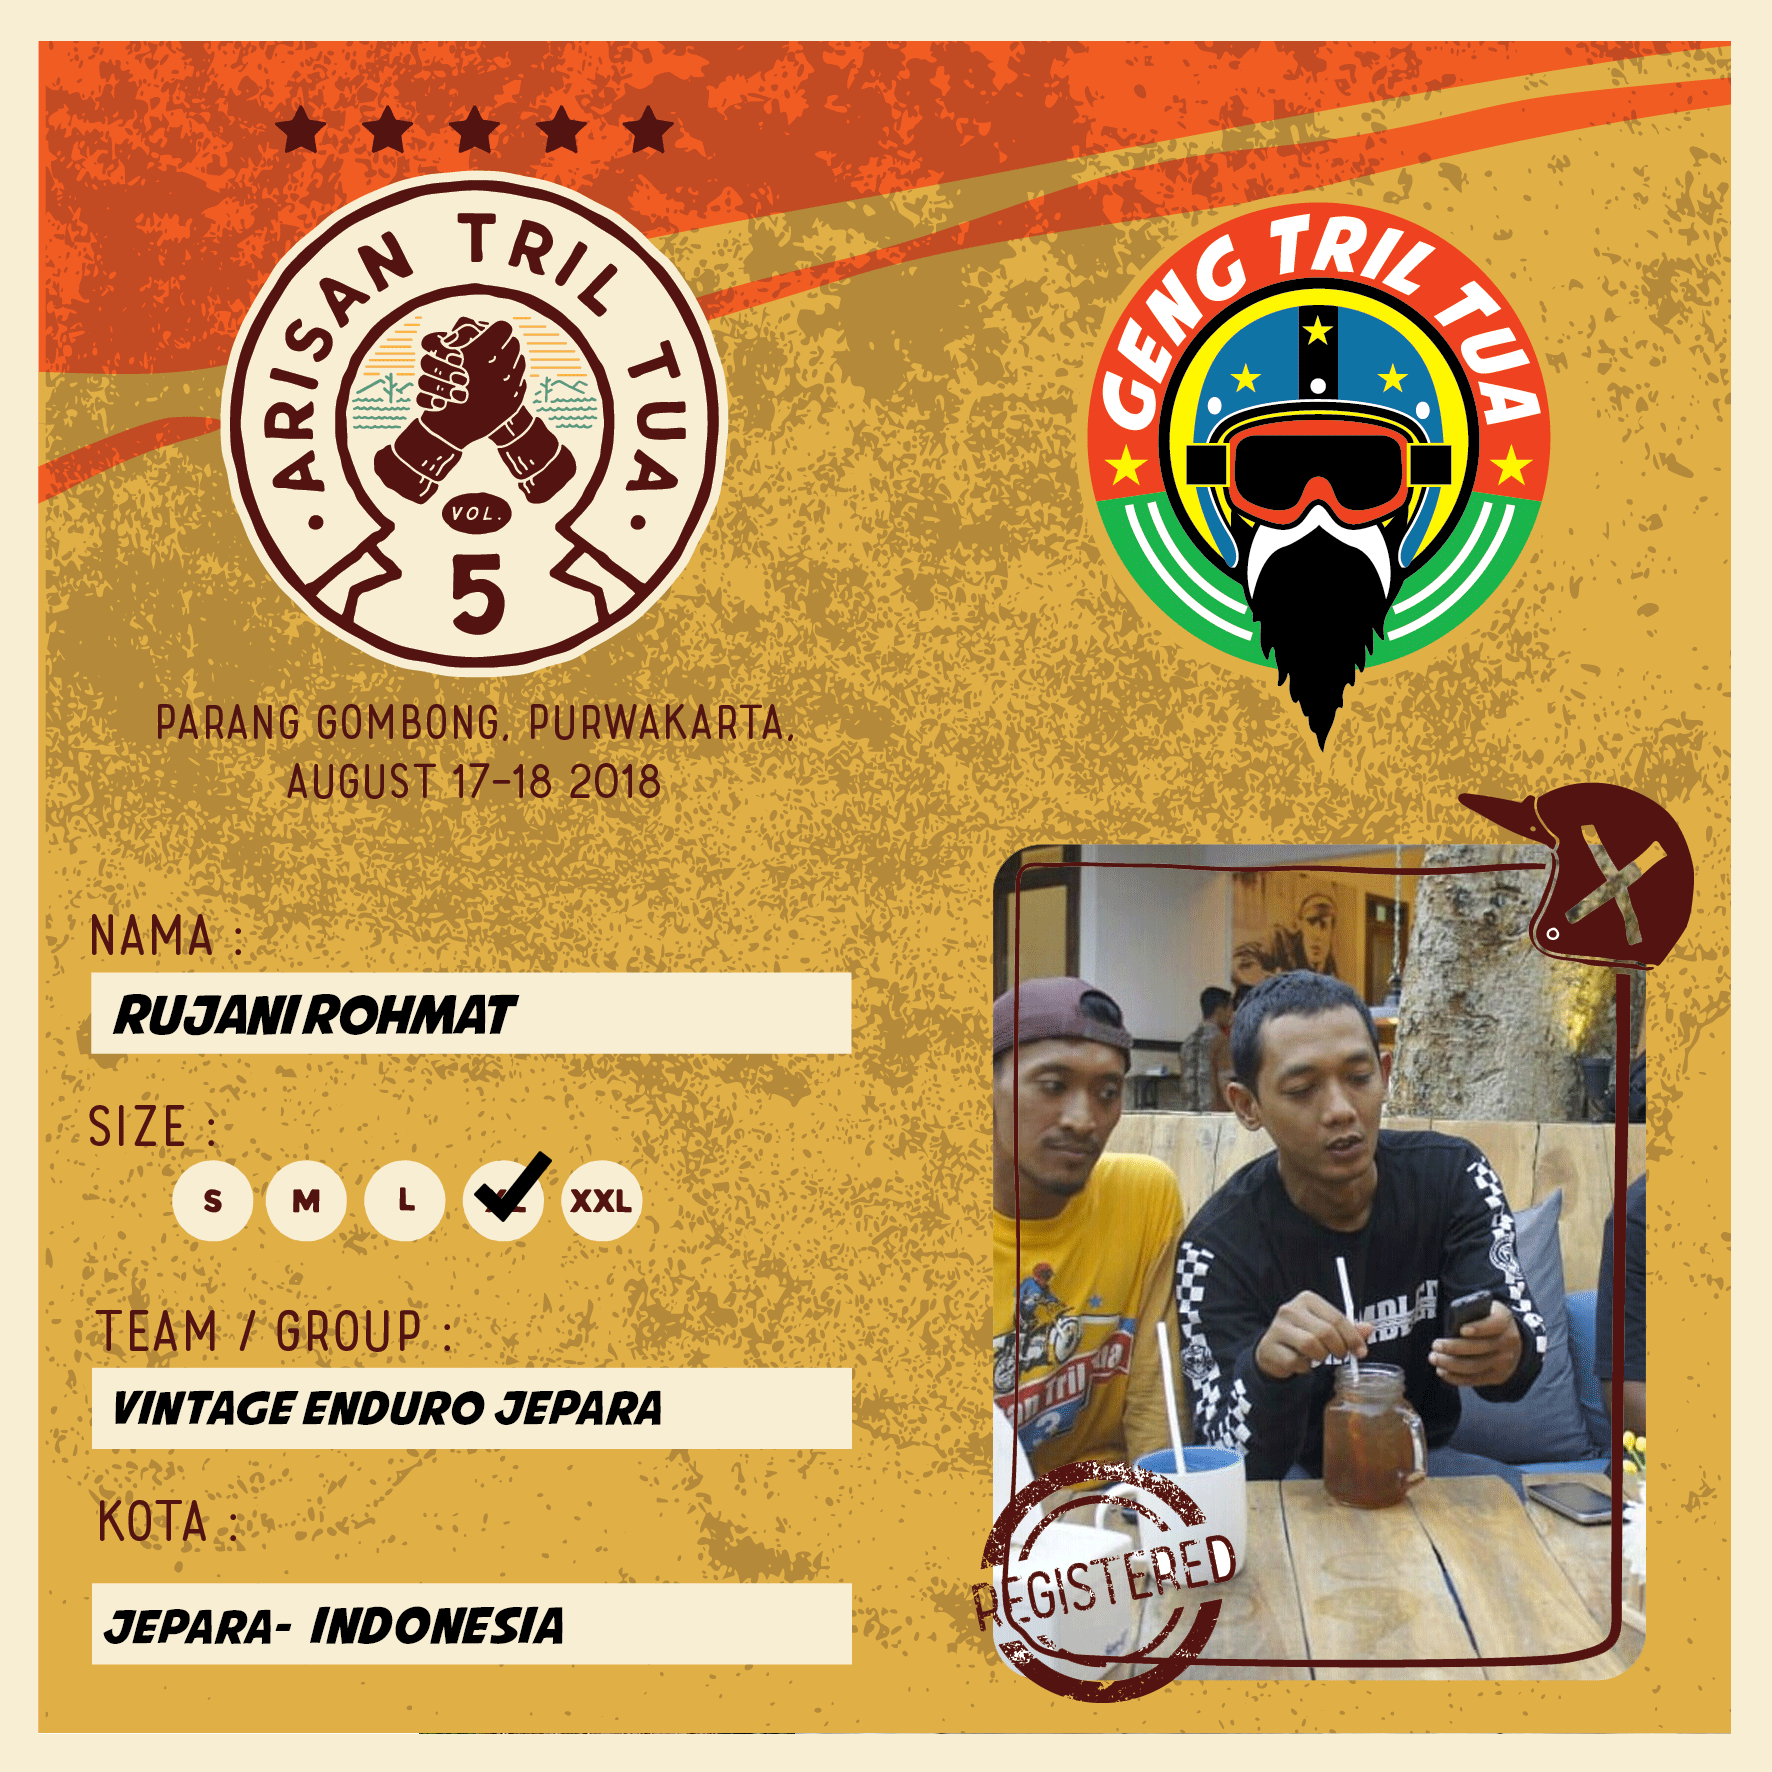 ARISAN TRIL TUA
VOL.
5
GENG TRIL TUA
PARANG GOMBONG, PURWAKARTA,
AUGUST 17-18 2018
NAMA :
RUJANI ROHMAT
SIZE :
S M L XXL
TEAM / GROUP :
VINTAGE ENDURO JEPARA
KOTA :
JEPARA- INDONESIA
REGISTERED